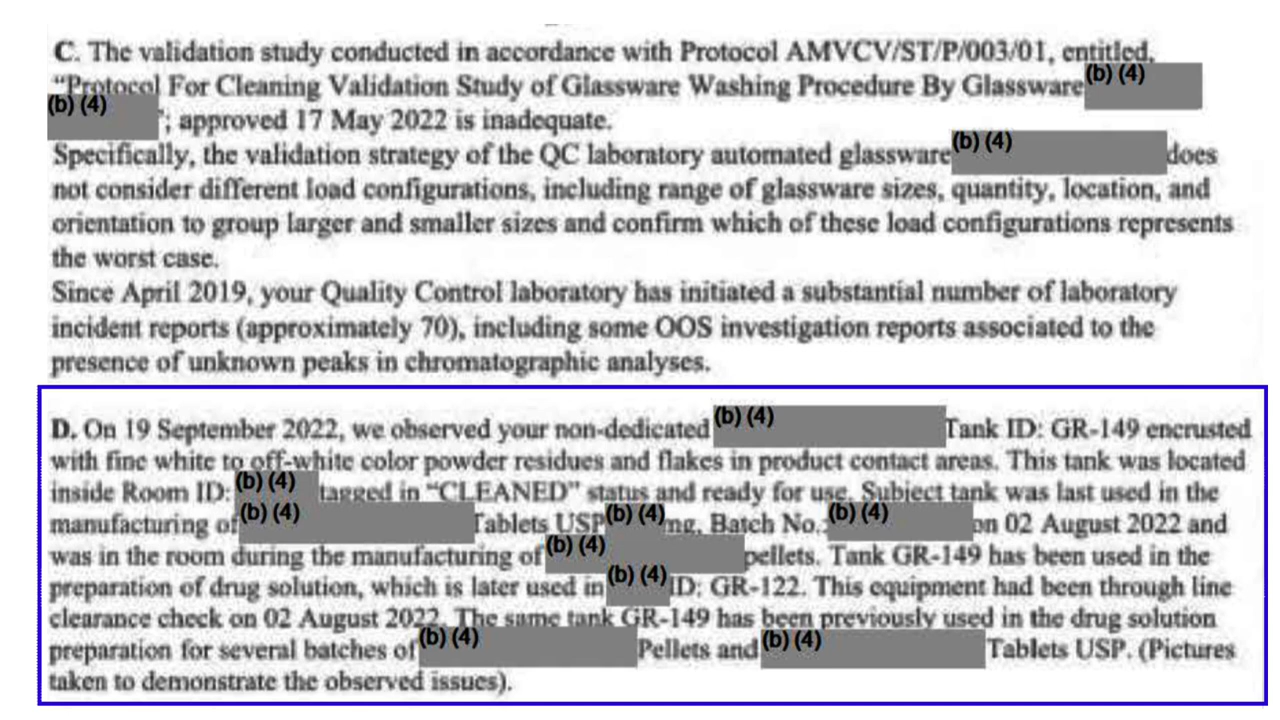 C. The validation study conducted in accordance with Protocol AMVCV/ST/P/003/01, entitled,
"Protocol For Cleaning Validation Study of Glassware Washing Procedure By Glassware (b) (4)
(b) (4) "; approved 17 May 2022 is inadequate.
Specifically, the validation strategy of the QC laboratory automated glassware (b) (4) does
not consider different load configurations, including range of glassware sizes, quantity, location, and
orientation to group larger and smaller sizes and confirm which of these load configurations represents
the worst case.
Since April 2019, your Quality Control laboratory has initiated a substantial number of laboratory
incident reports (approximately 70), including some OOS investigation reports associated to the
presence of unknown peaks in chromatographic analyses.
D. On 19 September 2022, we observed your non-dedicated (b) (4) Tank ID: GR-149 encrusted
with fine white to off-white color powder residues and flakes in product contact areas. This tank was located
inside Room ID: (b) (4) tagged in "CLEANED" status and ready for use. Subject tank was last used in the
manufacturing of (b) (4) Tablets USP (b) (4) mg, Batch No.: (b) (4) on 02 August 2022 and
was in the room during the manufacturing of (b) (4) pellets. Tank GR-149 has been used in the
preparation of drug solution, which is later used in (b) (4) ID: GR-122. This equipment had been through line
clearance check on 02 August 2022. The same tank GR-149 has been previously used in the drug solution
preparation for several batches of (b) (4) Pellets and (b) (4) Tablets USP. (Pictures
taken to demonstrate the observed issues).